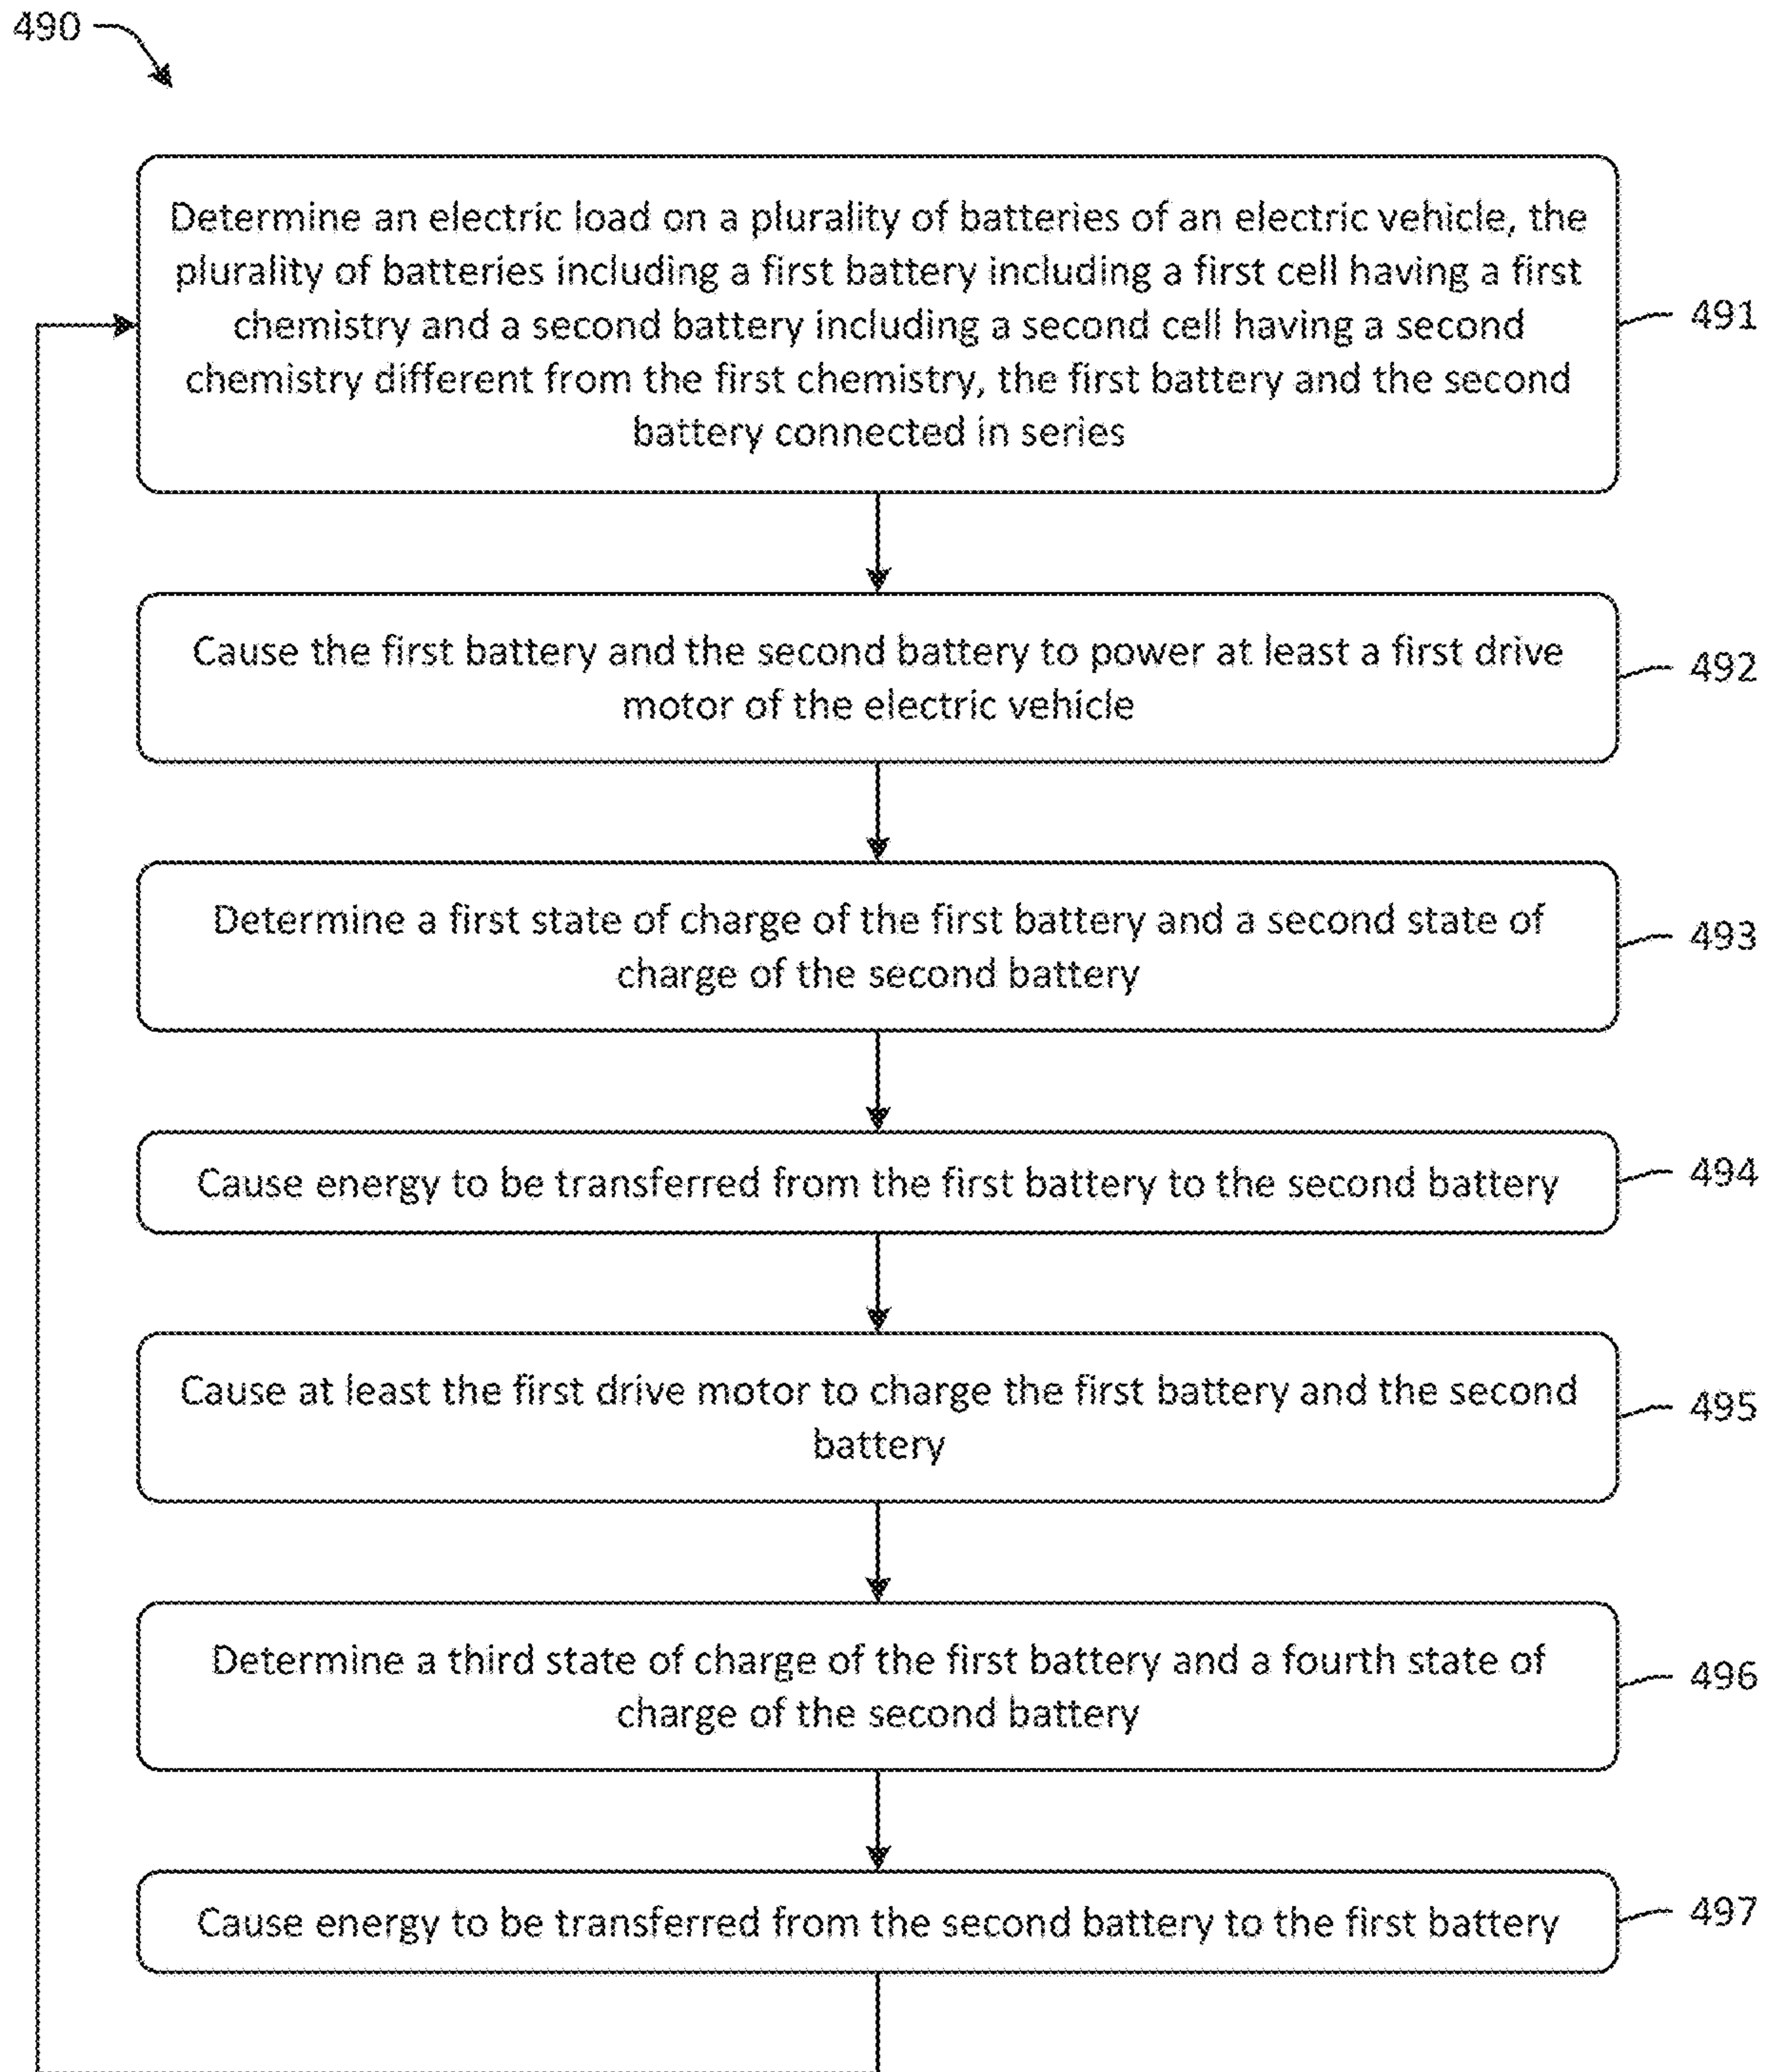 490
Determine an electric load on a plurality of batteries of an electric vehicle, the
plurality of batteries including a first battery including a first cell having a first
chemistry and a second battery including a second cell having a second
chemistry different from the first chemistry, the first battery and the second
battery connected in series
491
Cause the first battery and the second battery to power at least a first drive
motor of the electric vehicle
492
Determine a first state of charge of the first battery and a second state of
charge of the second battery
493
Cause energy to be transferred from the first battery to the second battery
494
Cause at least the first drive motor to charge the first battery and the second
battery
495
Determine a third state of charge of the first battery and a fourth state of
charge of the second battery
496
Cause energy to be transferred from the second battery to the first battery
497